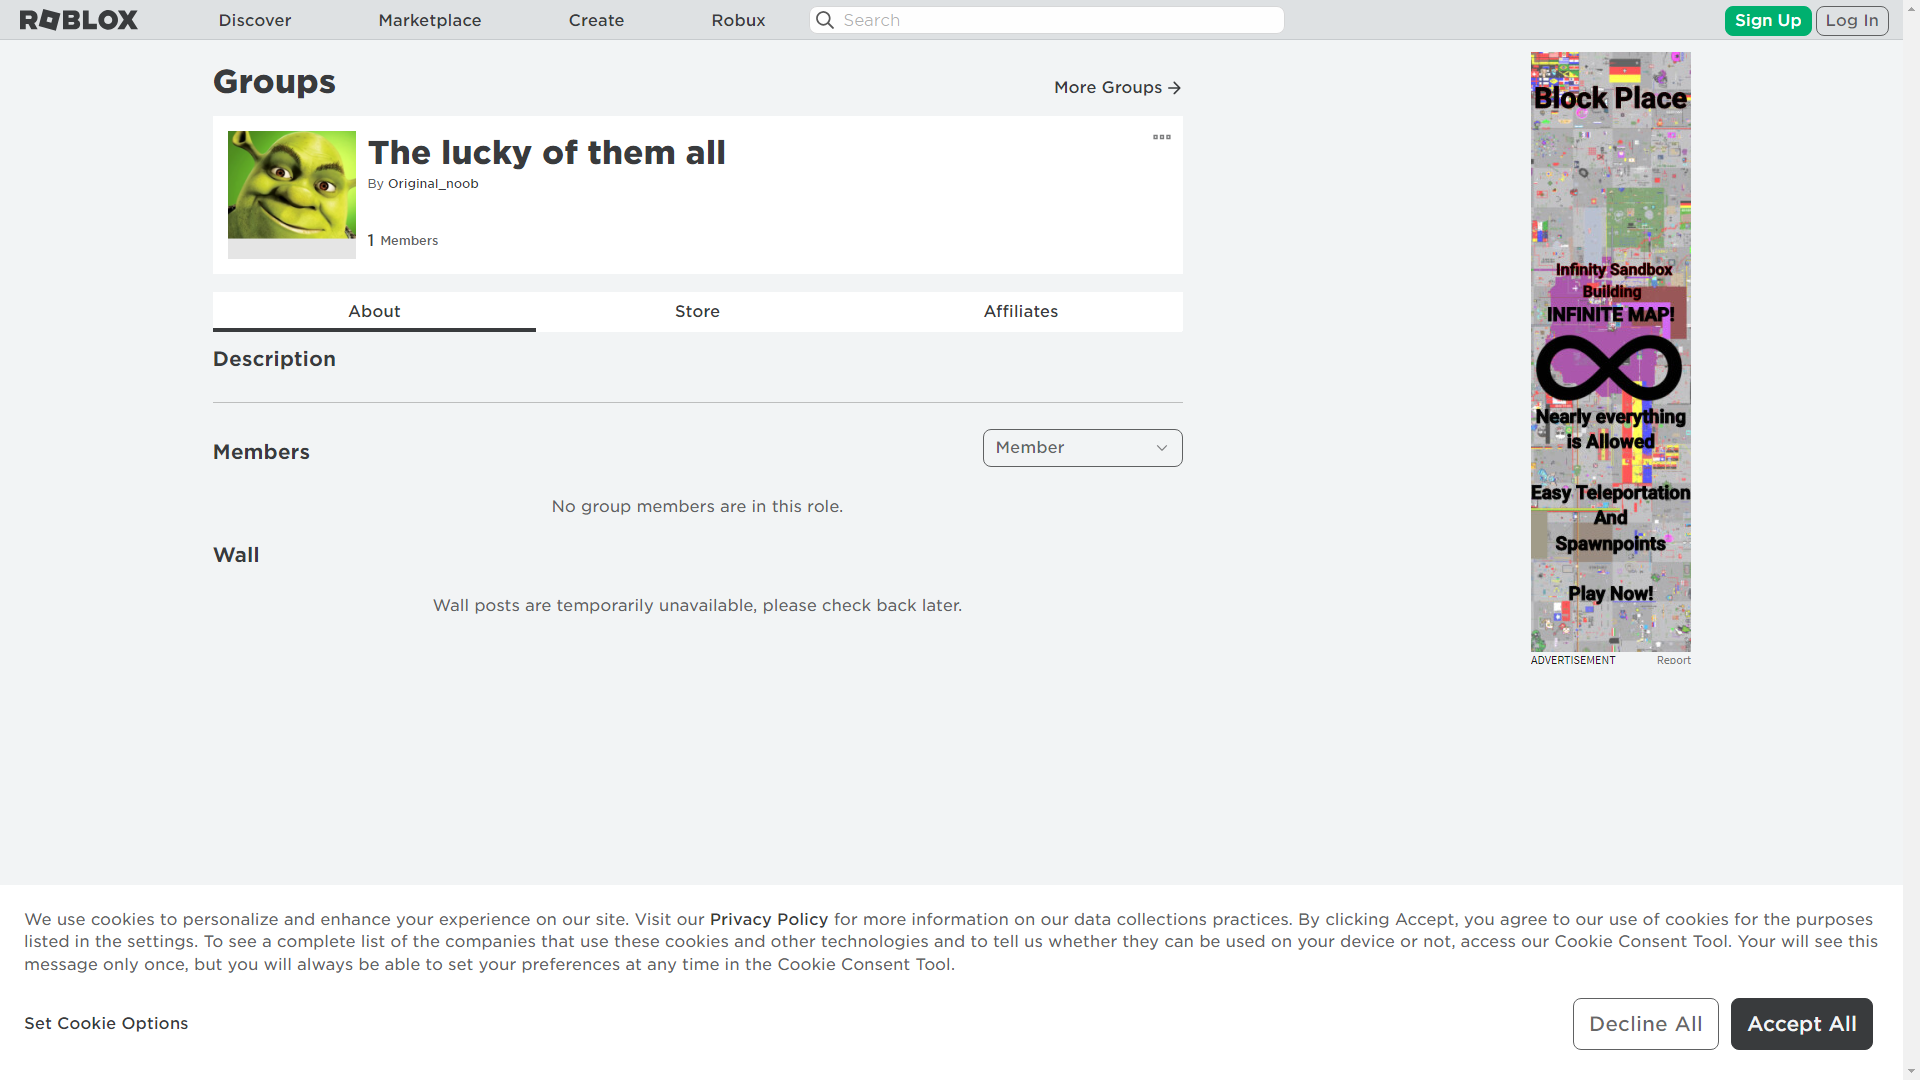 ROBLOX
Discover
Marketplace
Create
Robux
Search
Sign Up
Log In
Groups
More Groups
The lucky of them all
By Original_noob
1 Members
About
Store
Affiliates
Description
Members
Member
No group members are in this role.
Wall
Wall posts are temporarily unavailable, please check back later.
Block Place
Infinity Sandbox
Building
INFINITE MAP!
Nearly everything
is Allowed
Easy Teleportation
And
Spawnpoints
Play Now!
ADVERTISEMENT
Report
We use cookies to personalize and enhance your experience on our site. Visit our Privacy Policy for more information on our data collections practices. By clicking Accept, you agree to our use of cookies for the purposes
listed in the settings. To see a complete list of the companies that use these cookies and other technologies and to tell us whether they can be used on your device or not, access our Cookie Consent Tool. Your will see this
message only once, but you will always be able to set your preferences at any time in the Cookie Consent Tool.
Set Cookie Options
Decline All
Accept All